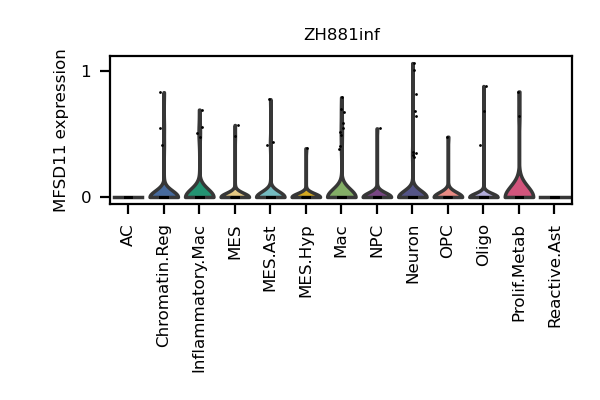 ZH881inf
MFSD11 expression
1
0
AC
Chromatin.Reg
Inflammatory.Mac
MES
MES.Ast
MES.Hyp
Mac
NPC
Neuron
OPC
Oligo
Prolif.Metab
Reactive.Ast